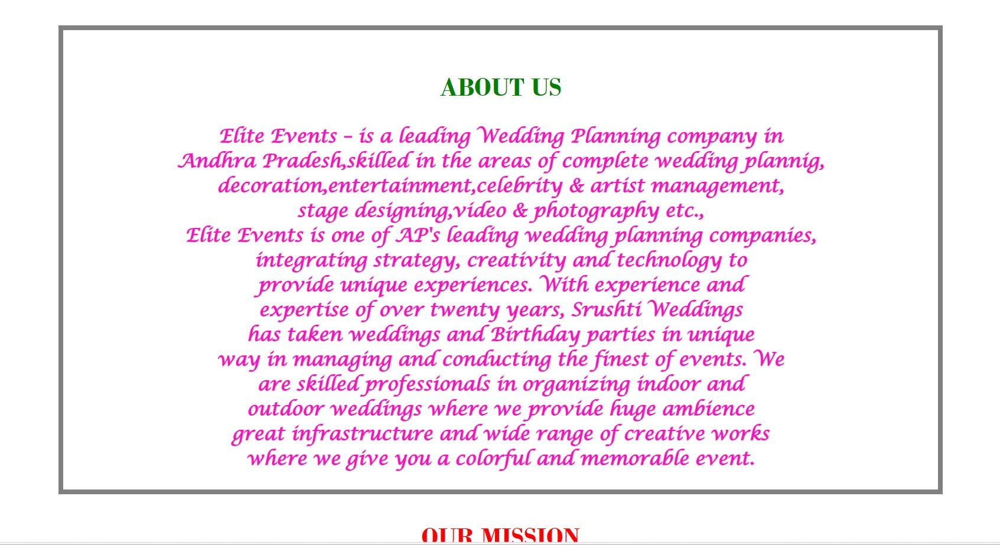 ABOUT US
Elite Events – is a leading Wedding Planning company in
Andhra Pradesh,skilled in the areas of complete wedding plannig,
decoration,entertainment,celebrity & artist management,
stage designing,video & photography etc.,
Elite Events is one of AP's leading wedding planning companies,
integrating strategy, creativity and technology to
provide unique experiences. With experience and
expertise of over twenty years, Srushti Weddings
has taken weddings and Birthday parties in unique
way in managing and conducting the finest of events. We
are skilled professionals in organizing indoor and
outdoor weddings where we provide huge ambience
great infrastructure and wide range of creative works
where we give you a colorful and memorable event.
OUR MISSION